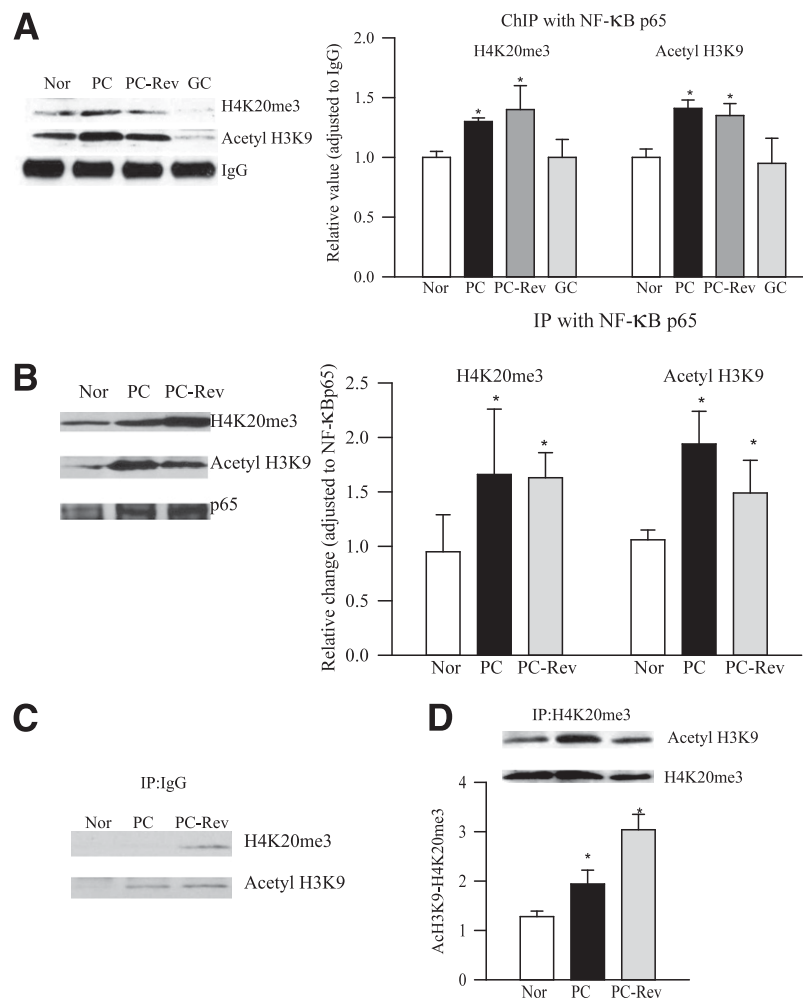 A
Nor PC PC-Rev GC
H4K20me3
Acetyl H3K9
IgG
ChIP with NF-κB p65
H4K20me3 Acetyl H3K9
Relative value (adjusted to IgG)
2.0
1.5
1.0
0.5
0.0
* * * *
Nor PC PC-Rev GC Nor PC PC-Rev GC
B
Nor PC PC-Rev
H4K20me3
Acetyl H3K9
p65
IP with NF-κB p65
H4K20me3 Acetyl H3K9
Relative change (adjusted to NF-κBp65)
2.5
2.0
1.5
1.0
0.5
0.0
* * * *
Nor PC PC-Rev Nor PC PC-Rev
C
IP:IgG
Nor PC PC-Rev
H4K20me3
Acetyl H3K9
D
IP:H4K20me3
Acetyl H3K9
H4K20me3
AcH3K9-H4K20me3
4
3
2
1
0
* *
Nor PC PC-Rev